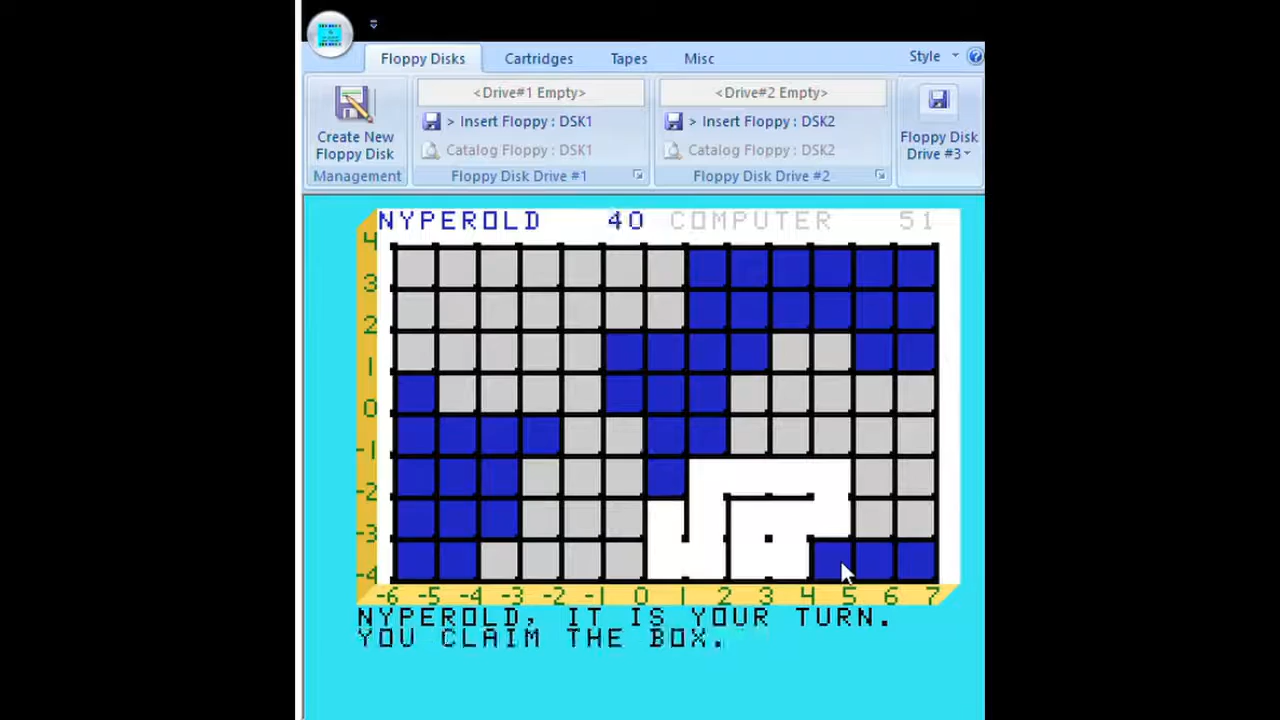 Floppy Disks Cartridges Tapes Misc Style
<Drive#1 Empty> <Drive#2 Empty>
> Insert Floppy : DSK1 > Insert Floppy : DSK2
Catalog Floppy : DSK1 Catalog Floppy : DSK2
Create New
Floppy Disk
Floppy Disk
Drive #3
Management Floppy Disk Drive #1 Floppy Disk Drive #2
NYPEROLD 40 COMPUTER 51
4
3
2
1
0
-1
-2
-3
-4
-6 -5 -4 -3 -2 -1 0 1 2 3 4 5 6 7
NYPEROLD, IT IS YOUR TURN.
YOU CLAIM THE BOX.